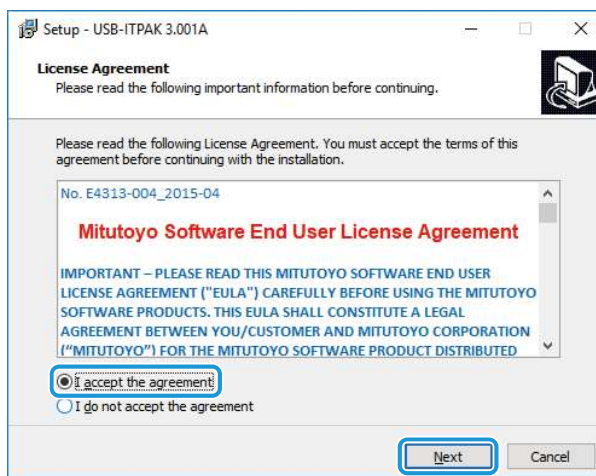 Setup - USB-ITPAK 3.001A
License Agreement
Please read the following important information before continuing.
Please read the following License Agreement. You must accept the terms of this
agreement before continuing with the installation.
No. E4313-004_2015-04
Mitutoyo Software End User License Agreement
IMPORTANT – PLEASE READ THIS MITUTOYO SOFTWARE END USER
LICENSE AGREEMENT ("EULA") CAREFULLY BEFORE USING THE MITUTOYO
SOFTWARE PRODUCTS. THIS EULA SHALL CONSTITUTE A LEGAL
AGREEMENT BETWEEN YOU/CUSTOMER AND MITUTOYO CORPORATION
(“MITUTOYO”) FOR THE MITUTOYO SOFTWARE PRODUCT DISTRIBUTED
I accept the agreement
I do not accept the agreement
Next
Cancel